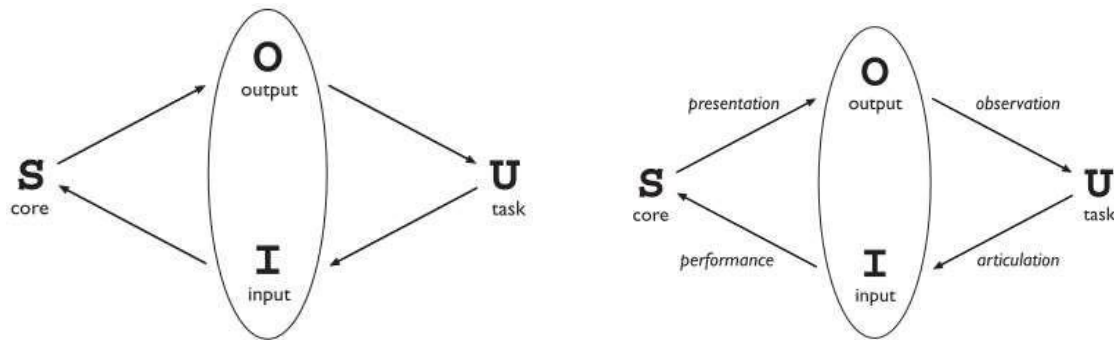 O
output
S
core
U
task
I
input
O
output
presentation
observation
S
core
U
task
performance
articulation
I
input